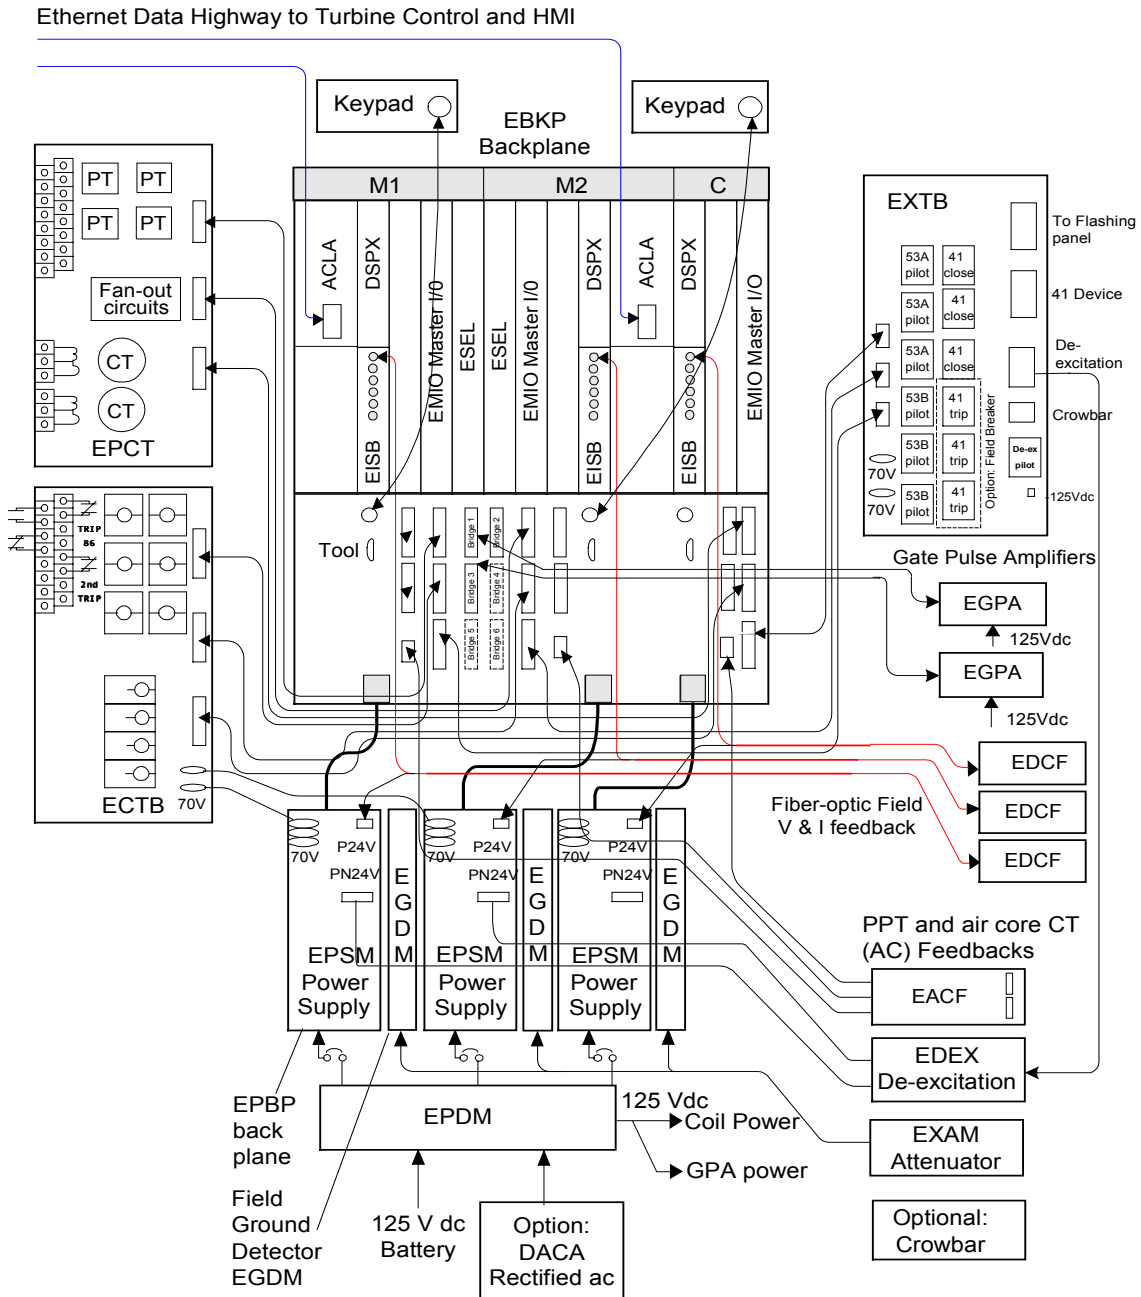 Ethernet Data Highway to Turbine Control and HMI
Keypad
EBKP
Backplane
Keypad
M1
M2
C
ACLA
DSPX
EISB
EMIO Master I/0
ESEL
ESEL
EMIO Master I/0
DSPX
EISB
ACLA
DSPX
EISB
EMIO Master I/O
PT
PT
PT
PT
Fan-out
circuits
CT
CT
EPCT
TRIP
86
2nd
TRIP
ECTB
70V
Tool
Bridge 1
Bridge 2
Bridge 3
Bridge 4
Bridge 5
Bridge 6
EXTB
53A
pilot
41
close
53A
pilot
41
close
53A
pilot
41
close
53B
pilot
41
trip
53B
pilot
41
trip
53B
pilot
41
trip
Option: Field Breaker
70V
70V
To Flashing
panel
41 Device
De-
excitation
Crowbar
De-ex
pilot
125Vdc
Gate Pulse Amplifiers
EGPA
125Vdc
EGPA
125Vdc
EDCF
EDCF
EDCF
Fiber-optic Field
V & I feedback
70V
P24V
PN24V
EPSM
Power
Supply
EGDM
70V
P24V
PN24V
EPSM
Power
Supply
EGDM
70V
P24V
PN24V
EPSM
Power
Supply
EGDM
PPT and air core CT
(AC) Feedbacks
EACF
EDEX
De-excitation
EXAM
Attenuator
Optional:
Crowbar
EPBP
back
plane
EPDM
125 Vdc
Coil Power
GPA power
Field
Ground
Detector
EGDM
125 V dc
Battery
Option:
DACA
Rectified ac